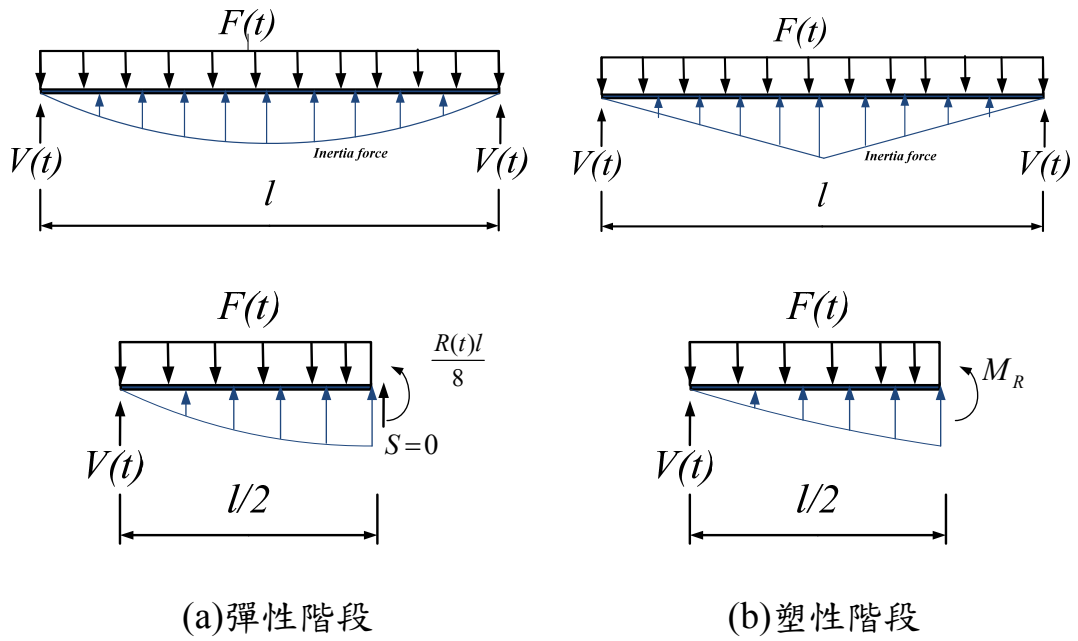 F(t)
Inertia force
V(t) V(t)
l
F(t)
Inertia force
V(t) V(t)
l
F(t)
R(t)l
8
S=0
V(t)
l/2
F(t)
M_R
V(t)
l/2
(a)彈性階段
(b)塑性階段